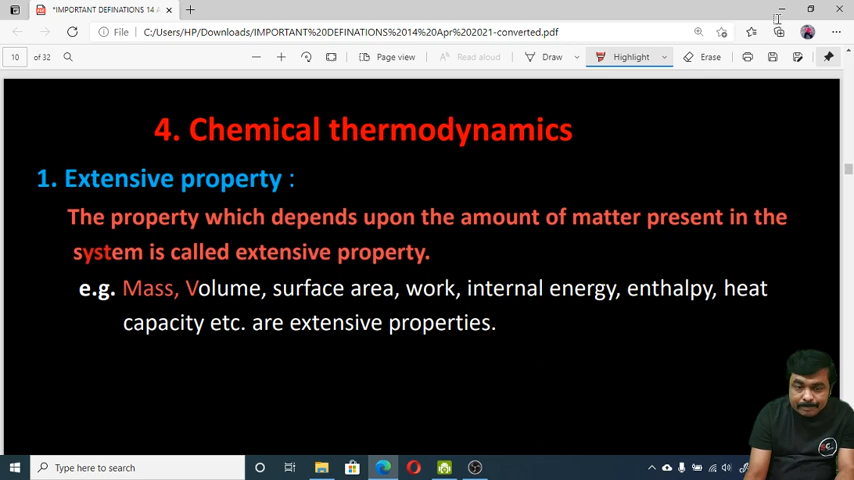 *IMPORTANT DEFINATIONS 14 A
File
C:/Users/HP/Downloads/IMPORTANT%20DEFINATIONS%2014%20Apr%202021-converted.pdf
10 of 32
Page view
Read aloud
Draw
Highlight
Erase
4. Chemical thermodynamics
1. Extensive property :
The property which depends upon the amount of matter present in the
system is called extensive property.
e.g. Mass, Volume, surface area, work, internal energy, enthalpy, heat
capacity etc. are extensive properties.
Type here to search